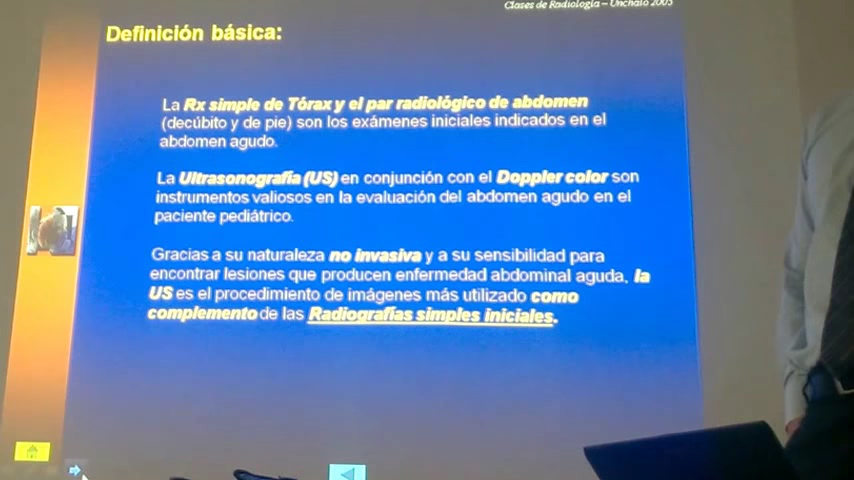 Clases de Radiología – Unchalo 2005
Definición básica:
La Rx simple de Tórax y el par radiológico de abdomen
(decúbito y de pie) son los exámenes iniciales indicados en el
abdomen agudo.
La Ultrasonografía (US) en conjunción con el Doppler color son
instrumentos valiosos en la evaluación del abdomen agudo en el
paciente pediátrico.
Gracias a su naturaleza no invasiva y a su sensibilidad para
encontrar lesiones que producen enfermedad abdominal aguda, la
US es el procedimiento de imágenes más utilizado como
complemento de las Radiografías simples iniciales.